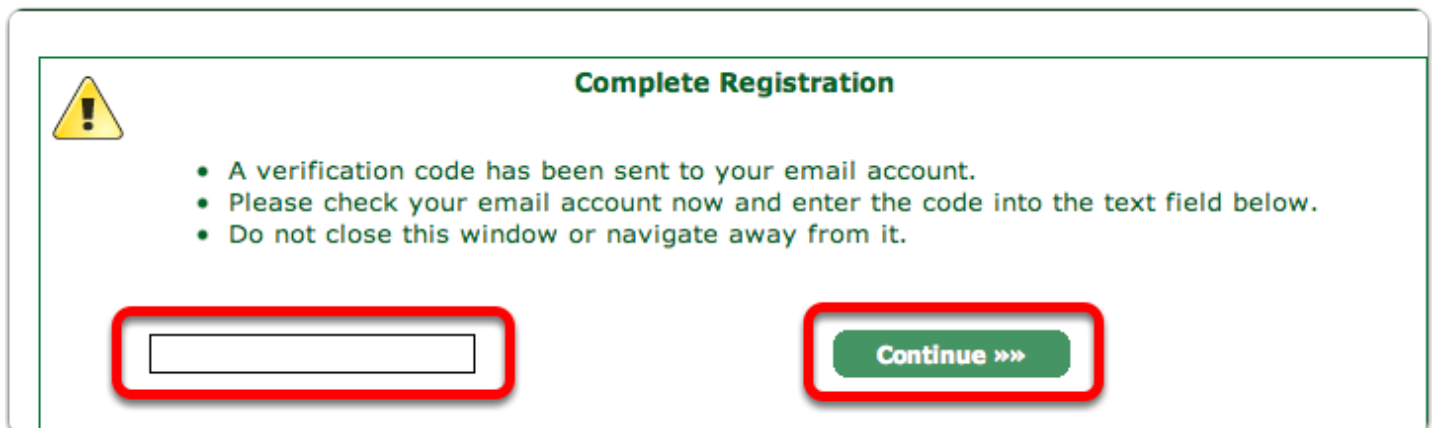 Complete Registration
• A verification code has been sent to your email account.
• Please check your email account now and enter the code into the text field below.
• Do not close this window or navigate away from it.
Continue »»